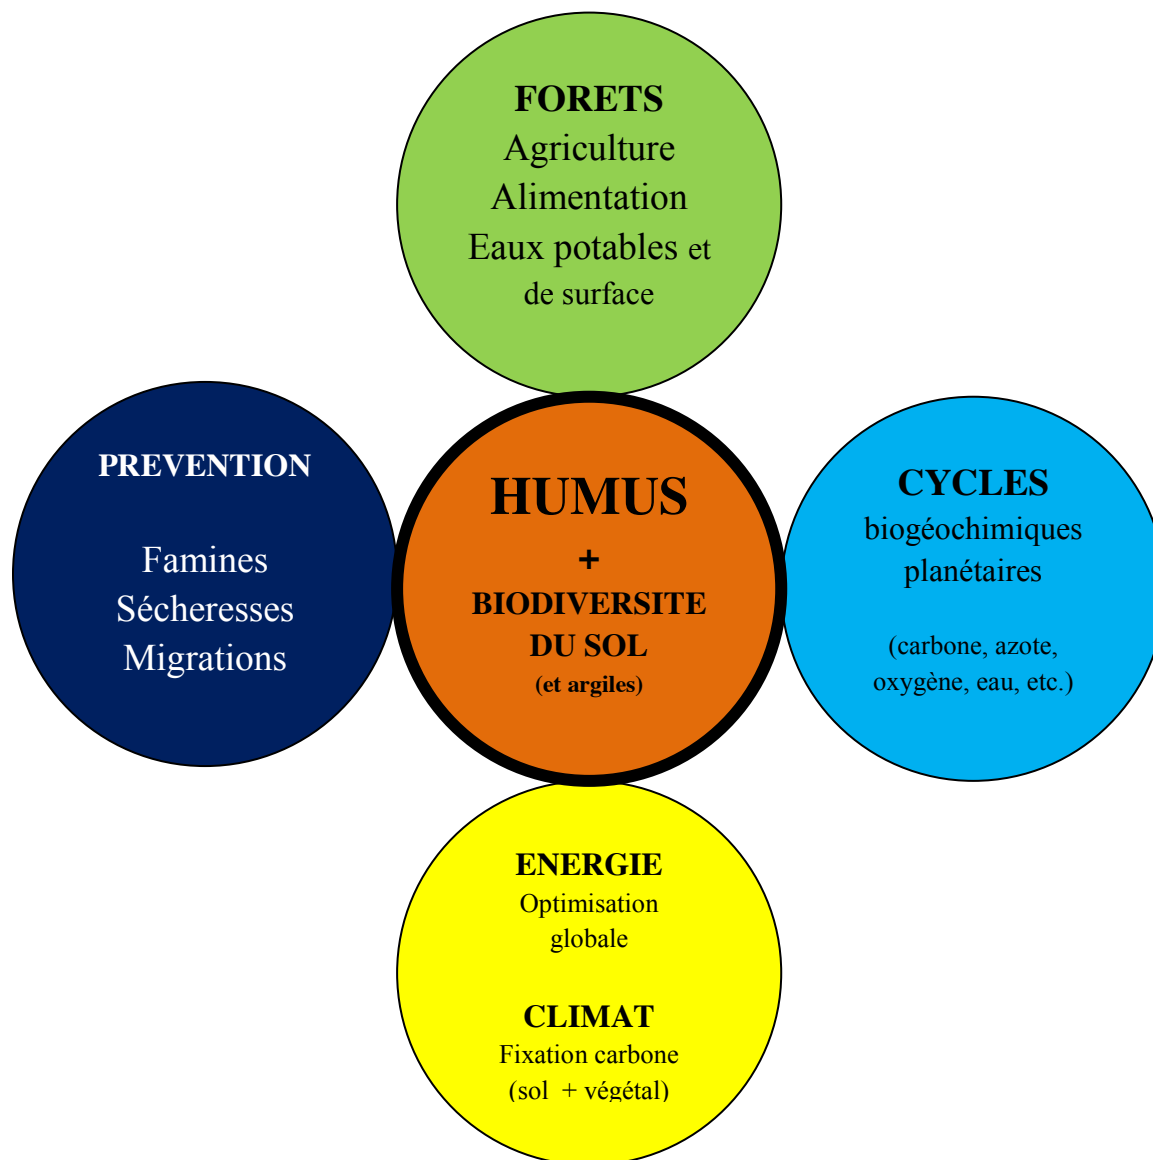 FORETS
Agriculture
Alimentation
Eaux potables et
de surface
PREVENTION
Famines
Sécheresses
Migrations
HUMUS
+
BIODIVERSITE
DU SOL
(et argiles)
CYCLES
biogéochimiques
planétaires
(carbone, azote,
oxygène, eau, etc.)
ENERGIE
Optimisation
globale
CLIMAT
Fixation carbone
(sol + végétal)